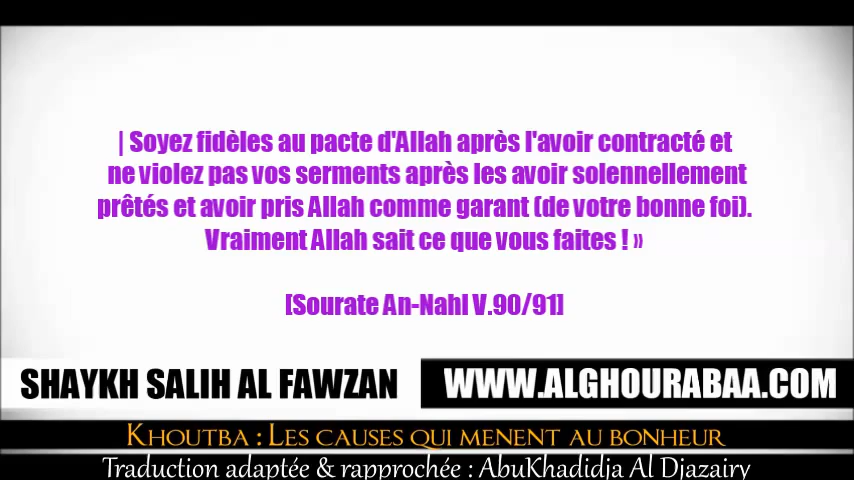 | Soyez fidèles au pacte d'Allah après l'avoir contracté et
ne violez pas vos serments après les avoir solennellement
prêtés et avoir pris Allah comme garant (de votre bonne foi).
Vraiment Allah sait ce que vous faites ! »
[Sourate An-Nahl V.90/91]
SHAYKH SALIH AL FAWZAN
WWW.ALGHOURABAA.COM
KHOUTBA : LES CAUSES QUI MENENT AU BONHEUR
Traduction adaptée & rapprochée : AbuKhadidja Al Djazairy